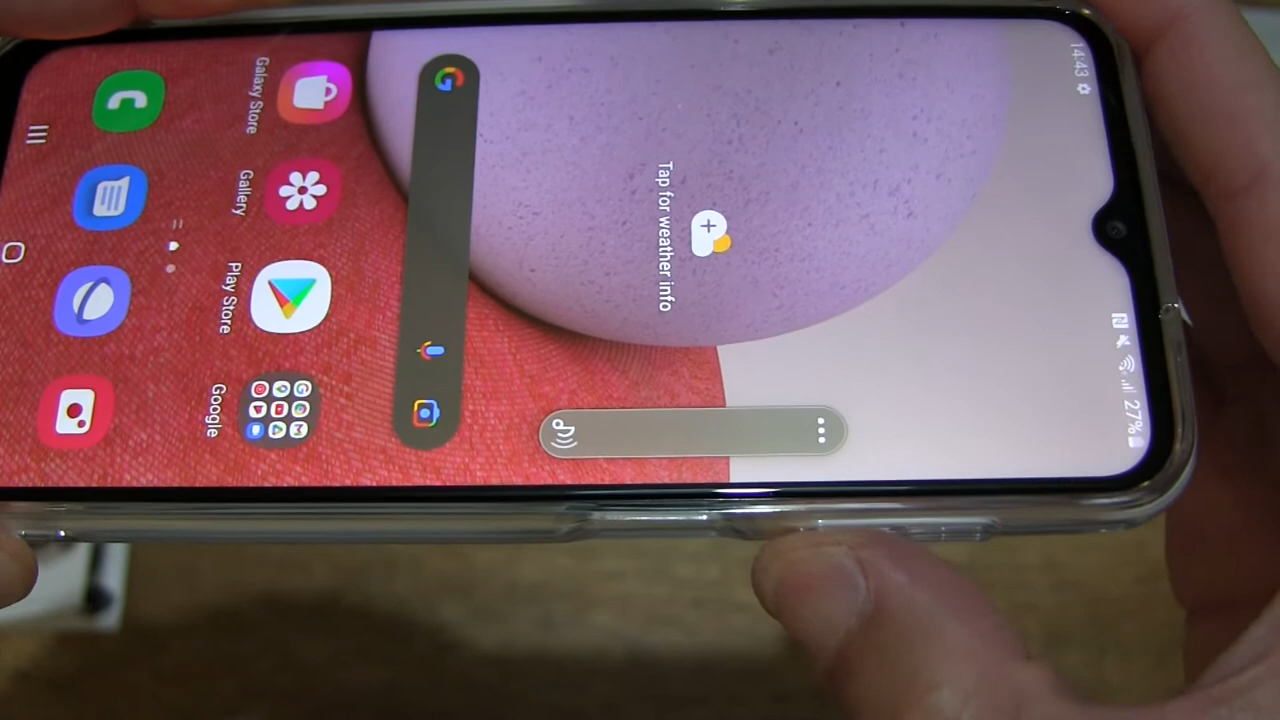 14:43
27%
Tap for weather info
Galaxy Store
Gallery
Play Store
Google